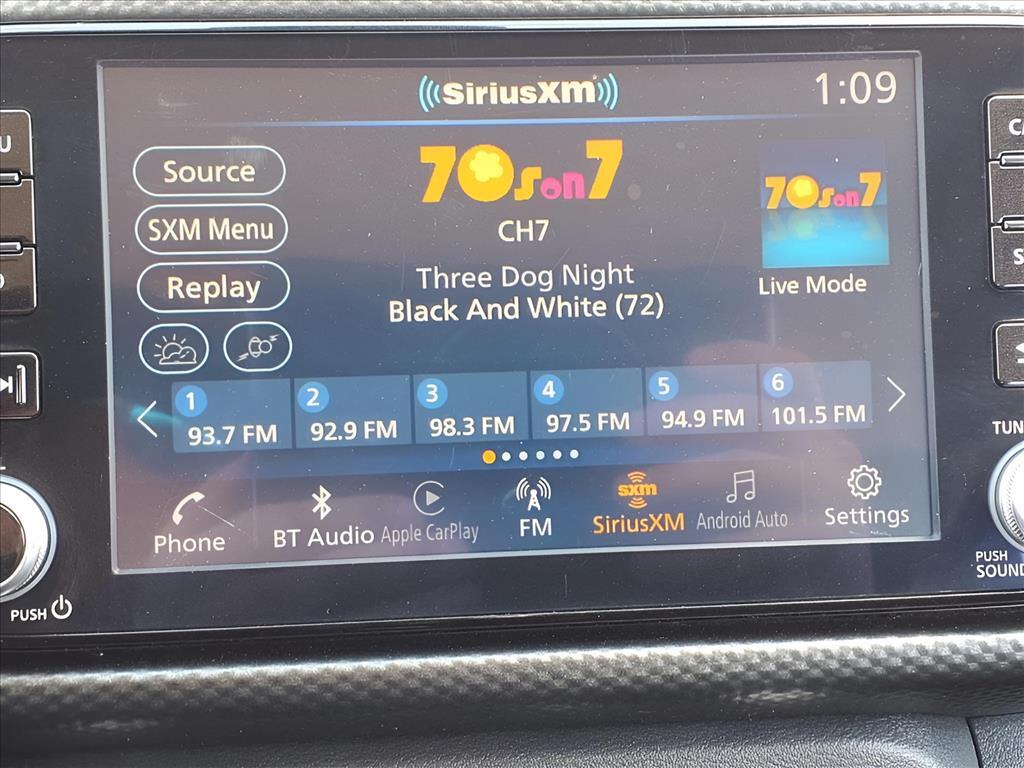 SiriusXM
1:09
Source
SXM Menu
Replay
70s on 7
CH7
Three Dog Night
Black And White (72)
70s on 7
Live Mode
1
93.7 FM
2
92.9 FM
3
98.3 FM
4
97.5 FM
5
94.9 FM
6
101.5 FM
Phone
BT Audio
Apple CarPlay
FM
sxm
SiriusXM
Android Auto
Settings
PUSH
PUSH